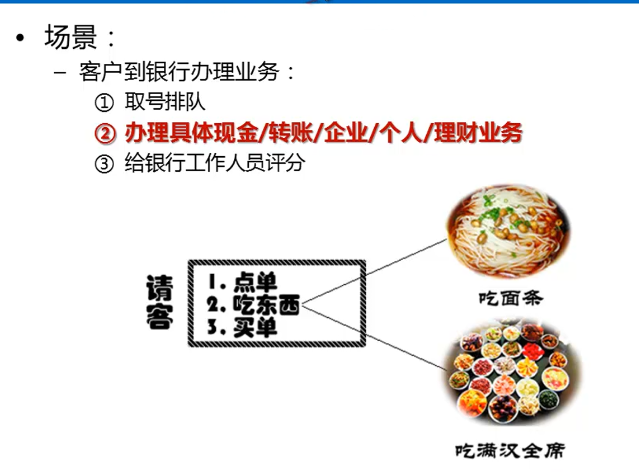 • 场景：
– 客户到银行办理业务：
① 取号排队
② 办理具体现金/转账/企业/个人/理财业务
③ 给银行工作人员评分
请客
1. 点单
2. 吃东西
3. 买单
吃面条
吃满汉全席